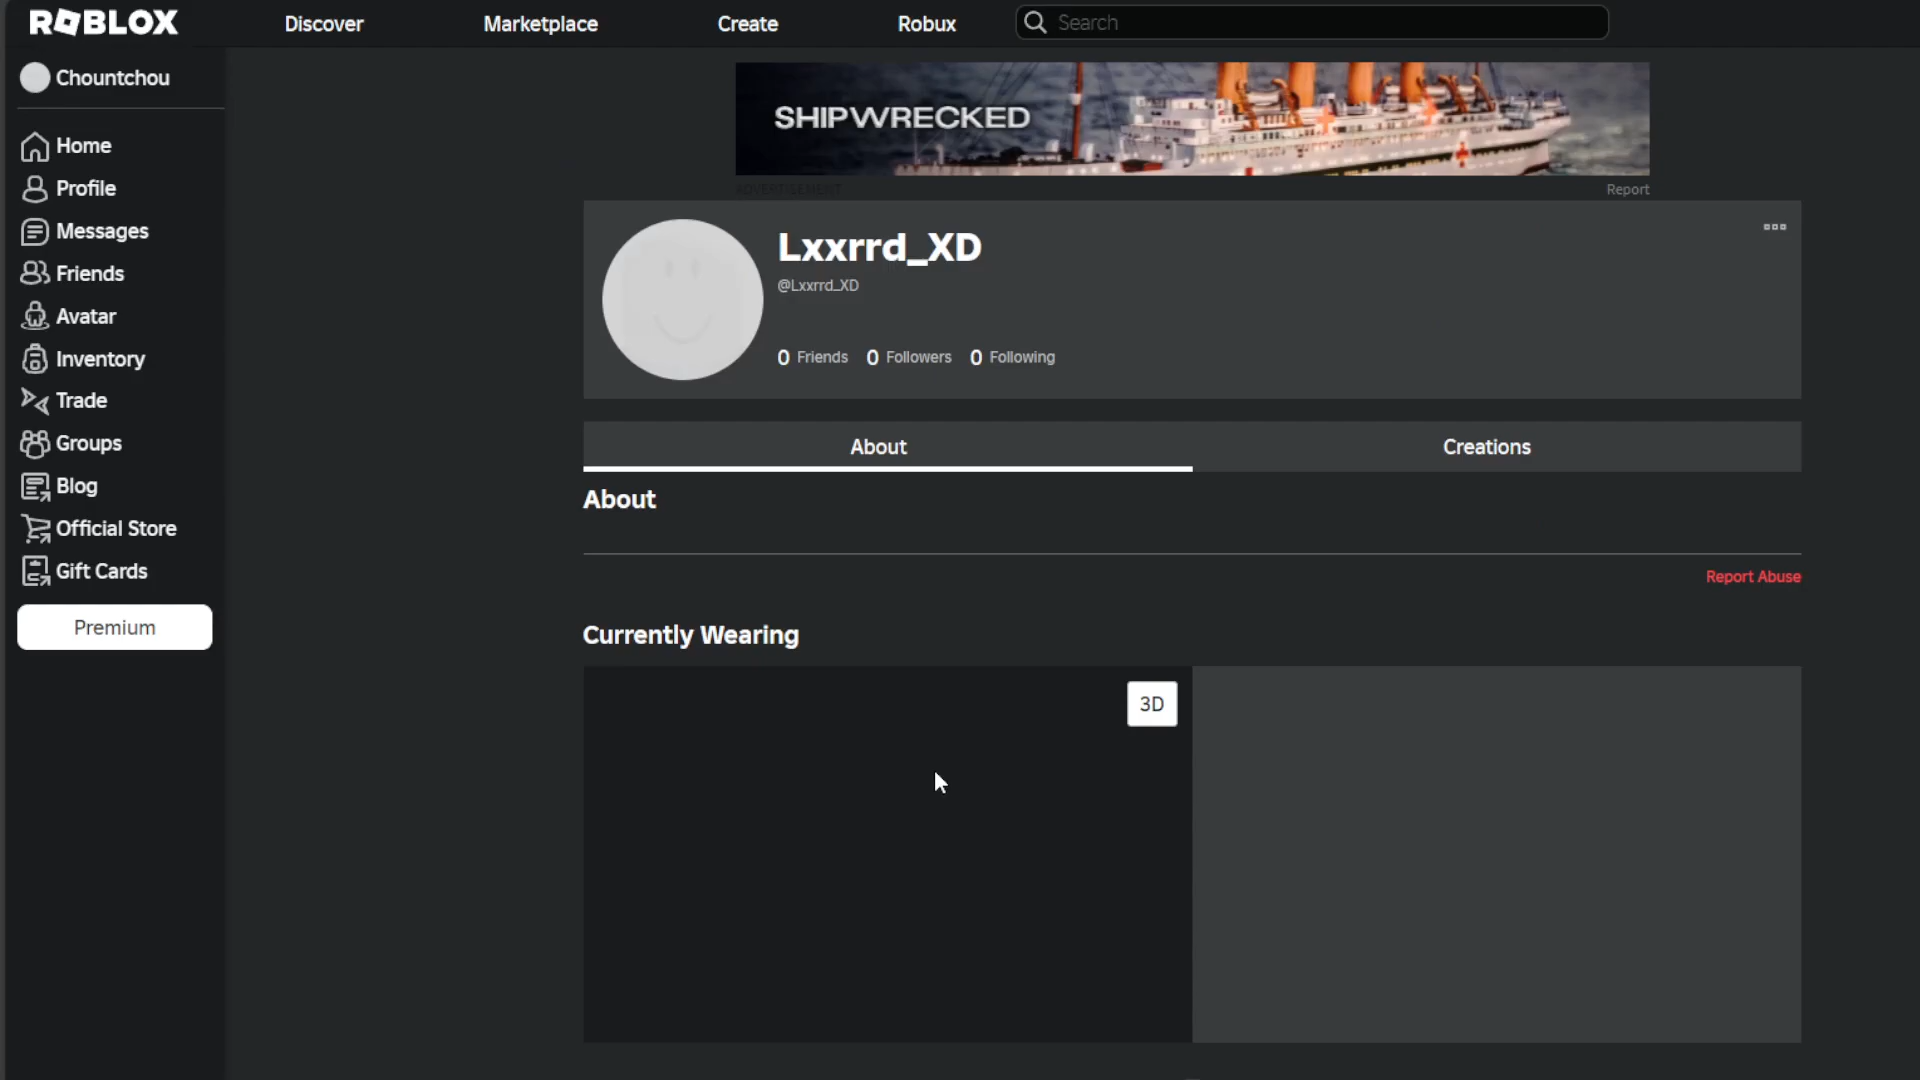 ROBLOX
Discover
Marketplace
Create
Robux
Search
Chountchou
Home
Profile
Messages
Friends
Avatar
Inventory
Trade
Groups
Blog
Official Store
Gift Cards
Premium
SHIPWRECKED
ADVERTISEMENT
Report
Lxxrrd_XD
@Lxxrrd_XD
0 Friends 0 Followers 0 Following
About
Creations
About
Report Abuse
Currently Wearing
3D